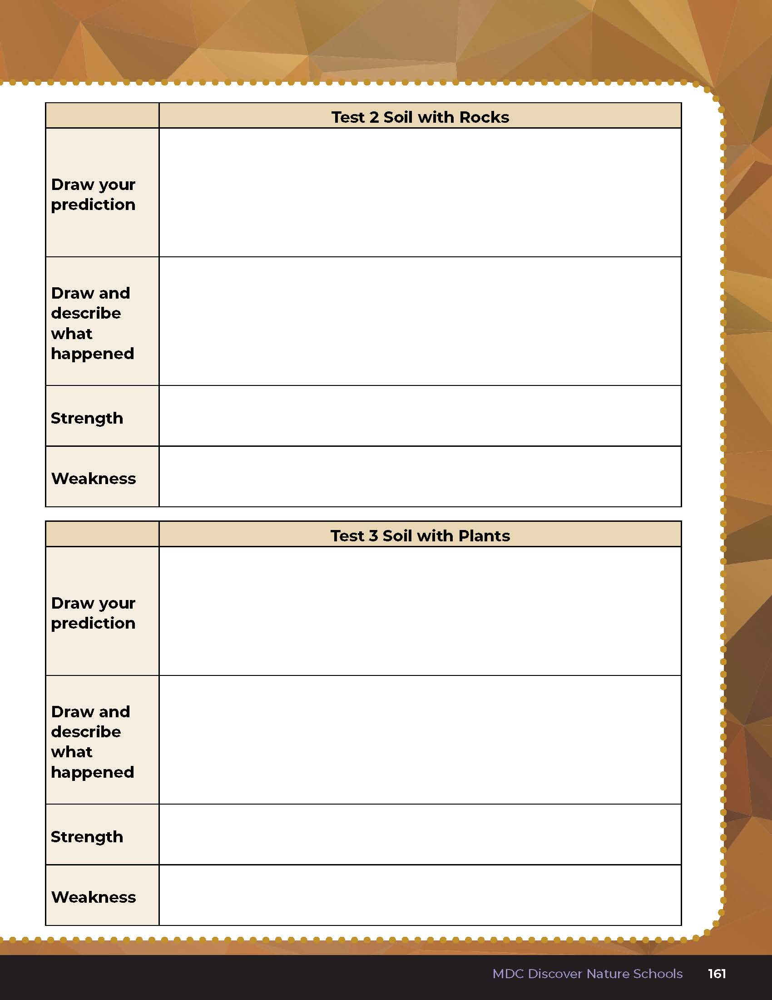 Test 2 Soil with Rocks
Draw your
prediction
Draw and
describe
what
happened
Strength
Weakness
Test 3 Soil with Plants
Draw your
prediction
Draw and
describe
what
happened
Strength
Weakness
MDC Discover Nature Schools 161